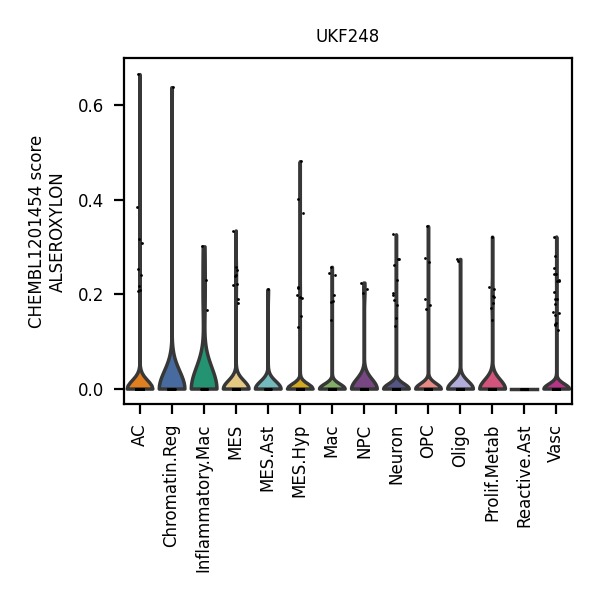 UKF248
CHEMBL1201454 score
ALSEROXYLON
0.6
0.4
0.2
0.0
AC
Chromatin.Reg
Inflammatory.Mac
MES
MES.Ast
MES.Hyp
Mac
NPC
Neuron
OPC
Oligo
Prolif.Metab
Reactive.Ast
Vasc